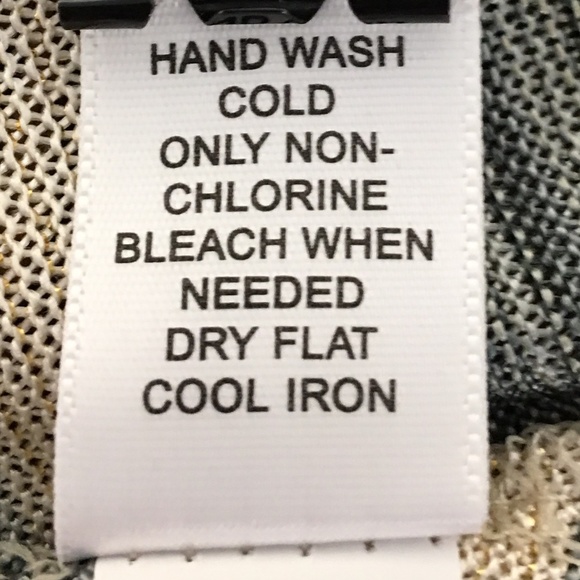 HAND WASH
COLD
ONLY NON-
CHLORINE
BLEACH WHEN
NEEDED
DRY FLAT
COOL IRON